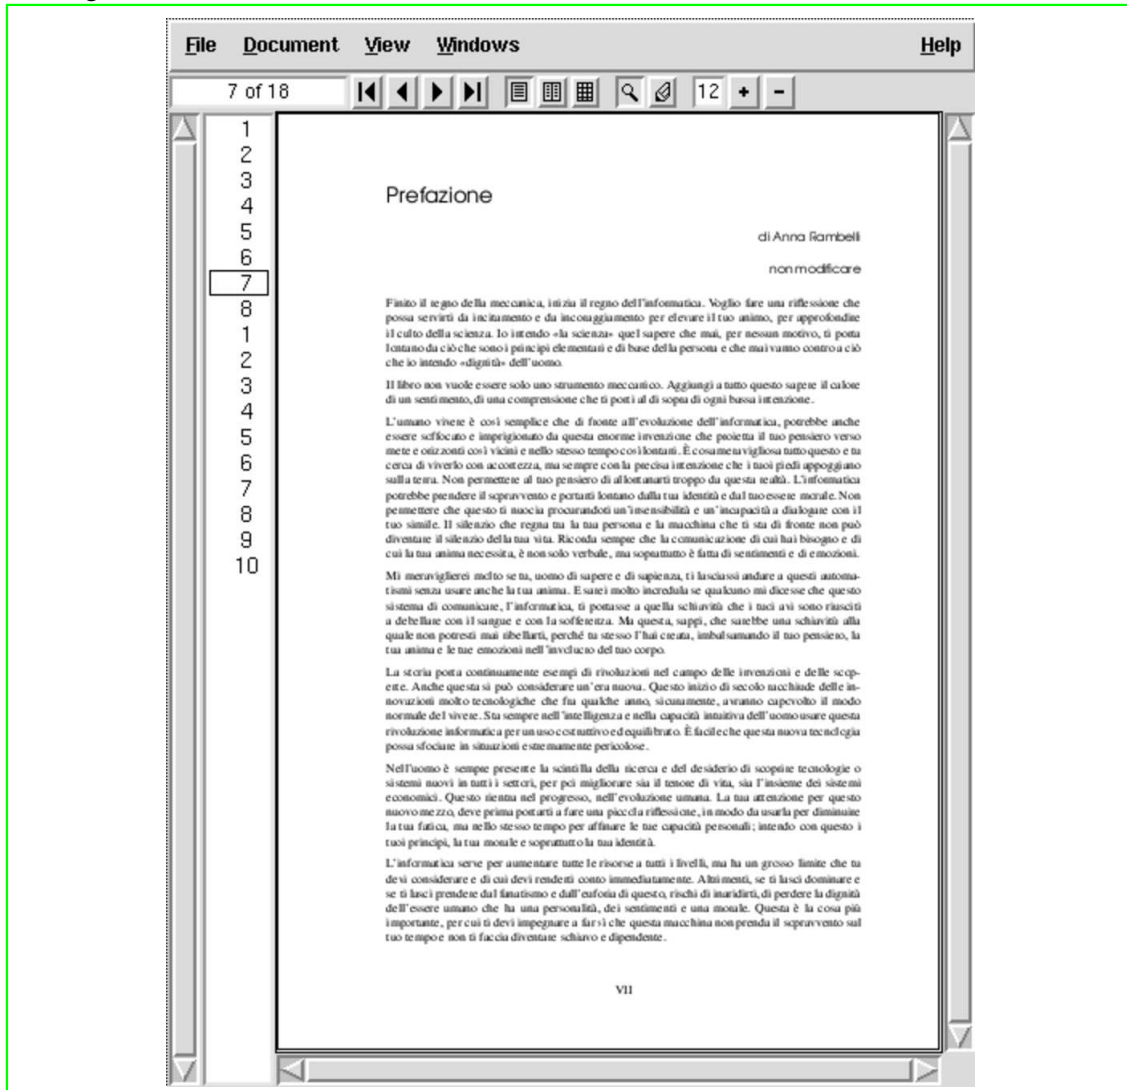 File Document View Windows Help
7 of 18 12 + -
1
2
3
4
5
6
7
8
1
2
3
4
5
6
7
8
9
10
Prefazione
di Anna Rambelli
non modificare
Finito il regno della meccanica, inizia il regno dell'informatica. Voglio fare una riflessione che
possa servirti da incitamento e da incoraggiamento per elevare il tuo animo, per approfondire
il culto della scienza. Io intendo «la scienza» quel sapere che mai, per nessun motivo, ti porta
lontano da ciò che sono i principi elementari e di base della persona e che mai vanno contro a ciò
che io intendo «dignità» dell'uomo.
Il libro non vuole essere solo uno strumento meccanico. Aggiungi a tutto questo sapere il calore
di un sentimento, di una comprensione che ti porti al di sopra di ogni bassa intenzione.
L'umano vivere è così semplice che di fronte all'evoluzione dell'informatica, potrebbe anche
essere soffocato e imprigionato da questa enorme invenzione che proietta il tuo pensiero verso
mete e orizzonti così vicini e nello stesso tempo così lontani. È cosa meravigliosa tutto questo e tu
cerca di viverlo con accortezza, ma sempre con la precisa intenzione che i tuoi piedi appoggiano
sulla terra. Non permettere al tuo pensiero di allontanarti troppo da questa realtà. L'informatica
potrebbe prendere il sopravvento e portarti lontano dalla tua identità e dal tuo essere morale. Non
permettere che questo ti nuocia procurandoti un'insensibilità e un'incapacità a dialogare con il
tuo simile. Il silenzio che regna tra la tua persona e la macchina che ti sta di fronte non può
diventare il silenzio della tua vita. Ricorda sempre che la comunicazione di cui hai bisogno e di
cui la tua anima necessita, è non solo verbale, ma soprattutto è fatta di sentimenti e di emozioni.
Mi meraviglierei molto se tu, uomo di sapere e di sapienza, ti lasciassi andare a questi automa-
tismi senza usare anche la tua anima. E sarei molto incredula se qualcuno mi dicesse che questo
sistema di comunicare, l'informatica, ti portasse a quella schiavità che i tuoi avi sono riusciti
a debellare con il sangue e con la sofferenza. Ma questa, sappi, che sarebbe una schiavità alla
quale non potresti mai ribellarti, perché tu stesso l'hai creata, imbalsamando il tuo pensiero, la
tua anima e le tue emozioni nell'involucro del tuo corpo.
La storia porta continuamente esempi di rivoluzioni nel campo delle invenzioni e delle scop-
erte. Anche questa si può considerare un'era nuova. Questo inizio di secolo racchiude delle in-
novazioni molto tecnologiche che fra qualche anno, sicuramente, avranno capovolto il modo
normale del vivere. Sta sempre nell'intelligenza e nella capacità intuitiva dell'uomo usare questa
rivoluzione informatica per un uso costruttivo ed equilibrato. È facile che questa nuova tecnologia
possa sfociare in situazioni estremamente pericolose.
Nell'uomo è sempre presente la scintilla della ricerca e del desiderio di scoprire tecnologie o
sistemi nuovi in tutti i settori, per poi migliorare sia il tenore di vita, sia l'insieme dei sistemi
economici. Questo rientra nel progresso, nell'evoluzione umana. La tua attenzione per questo
nuovo mezzo, deve prima portarti a fare una piccola riflessione, in modo da usarla per diminuire
la tua fatica, ma nello stesso tempo per affinare le tue capacità personali; intendo con questo i
tuoi principi, la tua morale e soprattutto la tua identità.
L'informatica serve per aumentare tutte le risorse a tutti i livelli, ma ha un grosso limite che tu
devi considerare e di cui devi renderti conto immediatamente. Altrimenti, se ti lasci dominare e
se ti lasci prendere dal fanatismo e dall'euforia di questo, rischi di inaridirti, di perdere la dignità
dell'essere umano che ha una personalità, dei sentimenti e una morale. Questa è la cosa più
importante, per cui ti devi impegnare a far sì che questa macchina non prenda il sopravvento sul
tuo tempo e non ti faccia diventare schiavo e dipendente.
VII